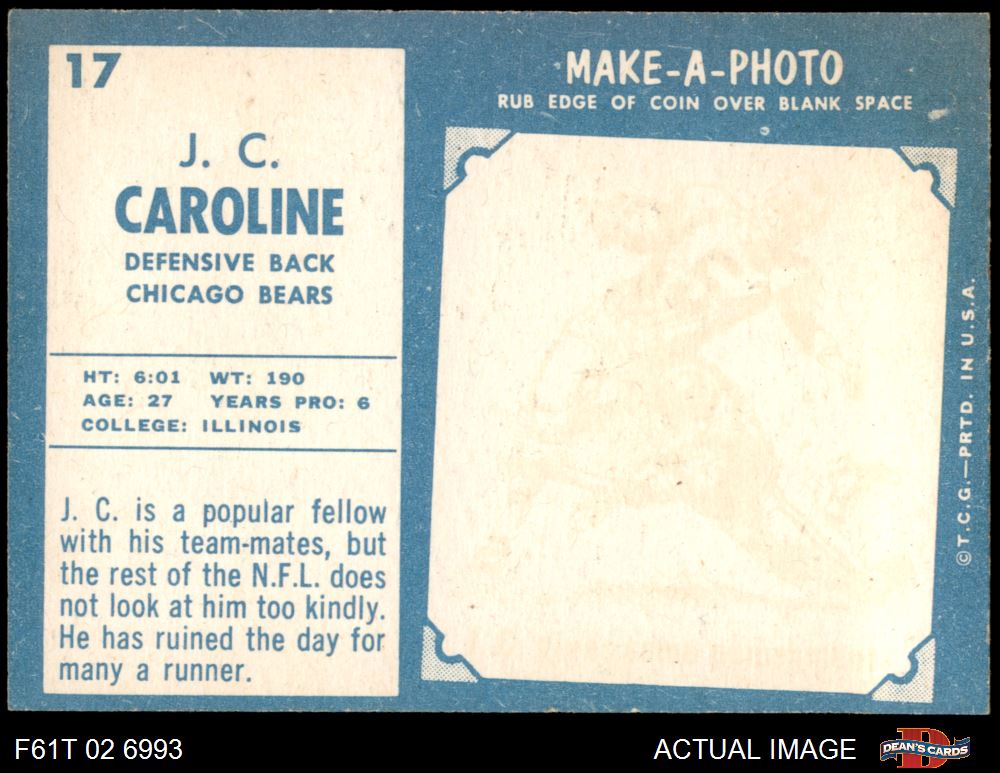 17
J. C.
CAROLINE
DEFENSIVE BACK
CHICAGO BEARS
HT: 6:01 WT: 190
AGE: 27 YEARS PRO: 6
COLLEGE: ILLINOIS
J. C. is a popular fellow
with his team-mates, but
the rest of the N.F.L. does
not look at him too kindly.
He has ruined the day for
many a runner.
MAKE-A-PHOTO
RUB EDGE OF COIN OVER BLANK SPACE
©T.C.G.—PRTD. IN U.S.A.
F61T 02 6993
ACTUAL IMAGE
DEAN'S CARDS